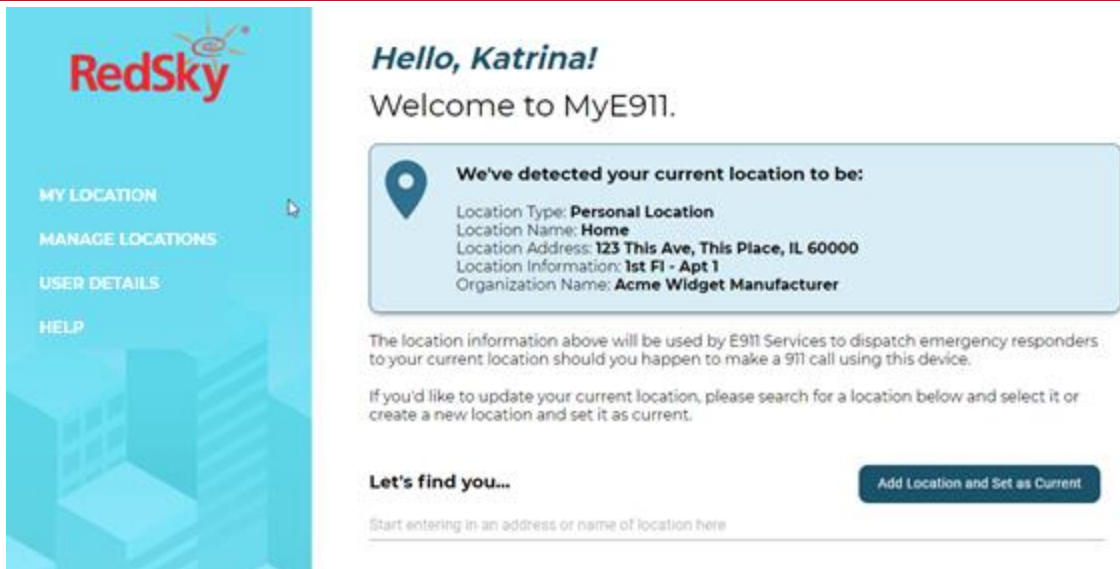 RedSky
MY LOCATION
MANAGE LOCATIONS
USER DETAILS
HELP
Hello, Katrina!
Welcome to MyE911.
We've detected your current location to be:
Location Type: Personal Location
Location Name: Home
Location Address: 123 This Ave, This Place, IL 60000
Location Information: 1st Fl - Apt 1
Organization Name: Acme Widget Manufacturer
The location information above will be used by E911 Services to dispatch emergency responders
to your current location should you happen to make a 911 call using this device.
If you'd like to update your current location, please search for a location below and select it or
create a new location and set it as current.
Let's find you...
Add Location and Set as Current
Start entering in an address or name of location here